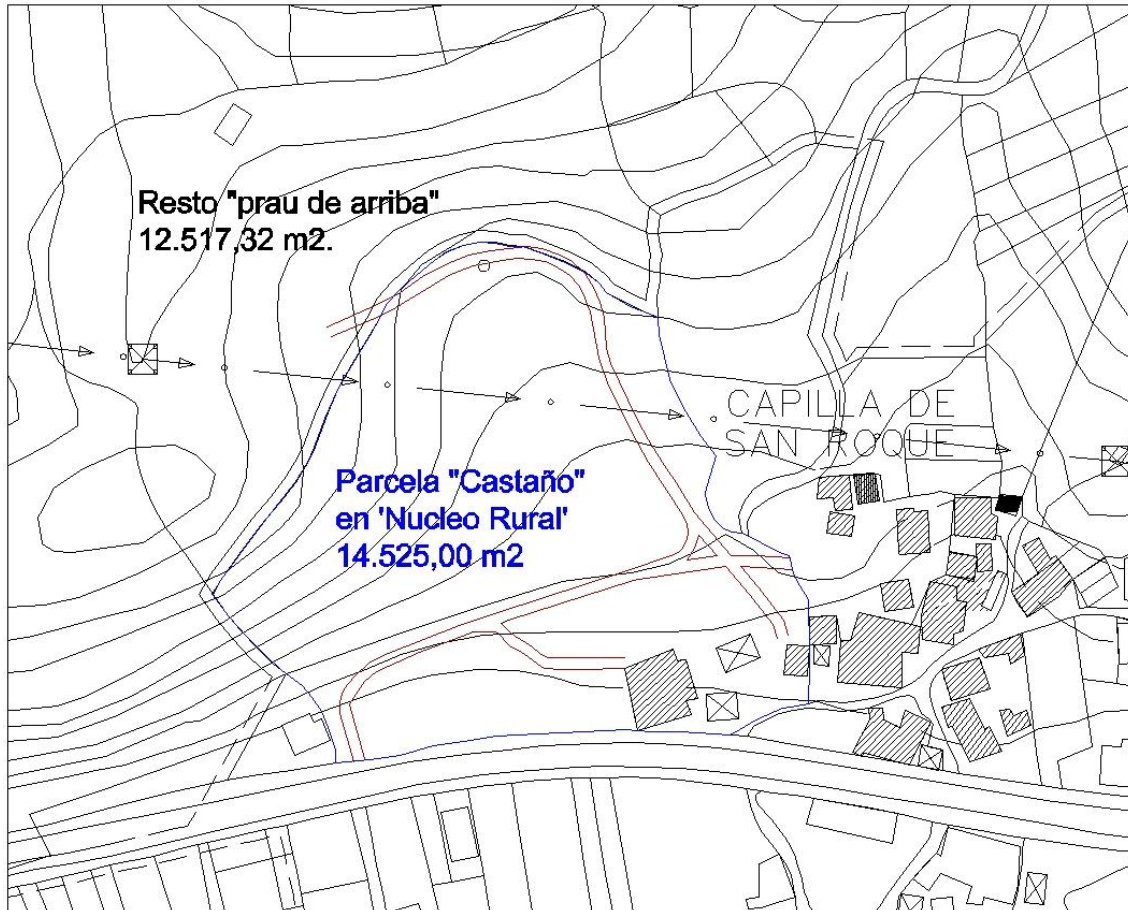 Resto "prau de arriba"
12.517,32 m2.
CAPILLA DE
SAN ROQUE
Parcela "Castaño"
en 'Nucleo Rural'
14.525,00 m2